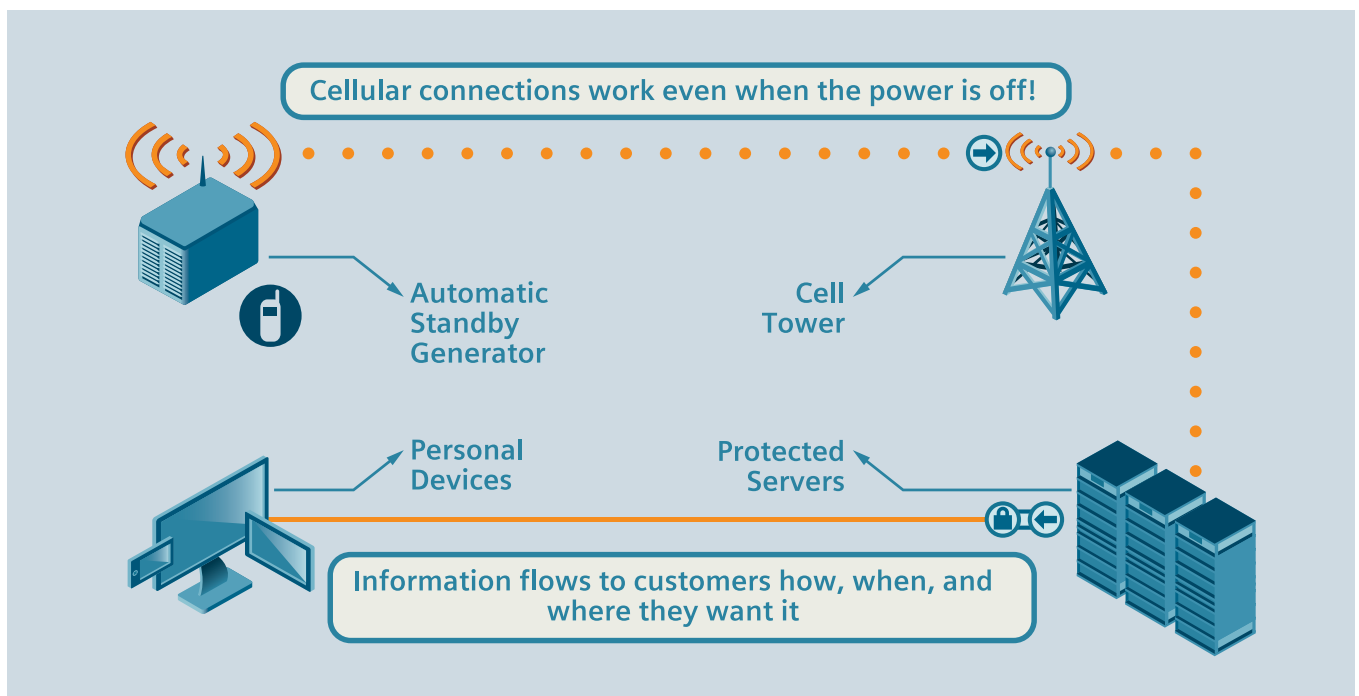 Cellular connections work even when the power is off!
Automatic
Standby
Generator
Cell
Tower
Personal
Devices
Protected
Servers
Information flows to customers how, when, and
where they want it